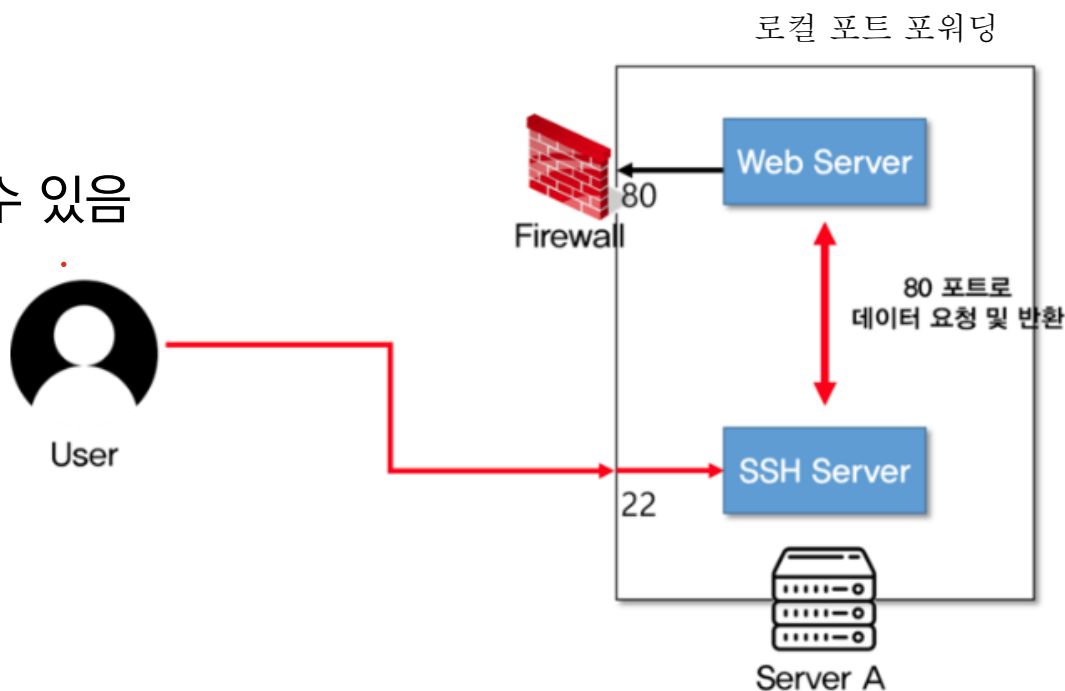 로컬 포트 포워딩
Web Server
수 있음
80
Firewall
80 포트로
데이터 요청 및 반환
User
SSH Server
22
Server A